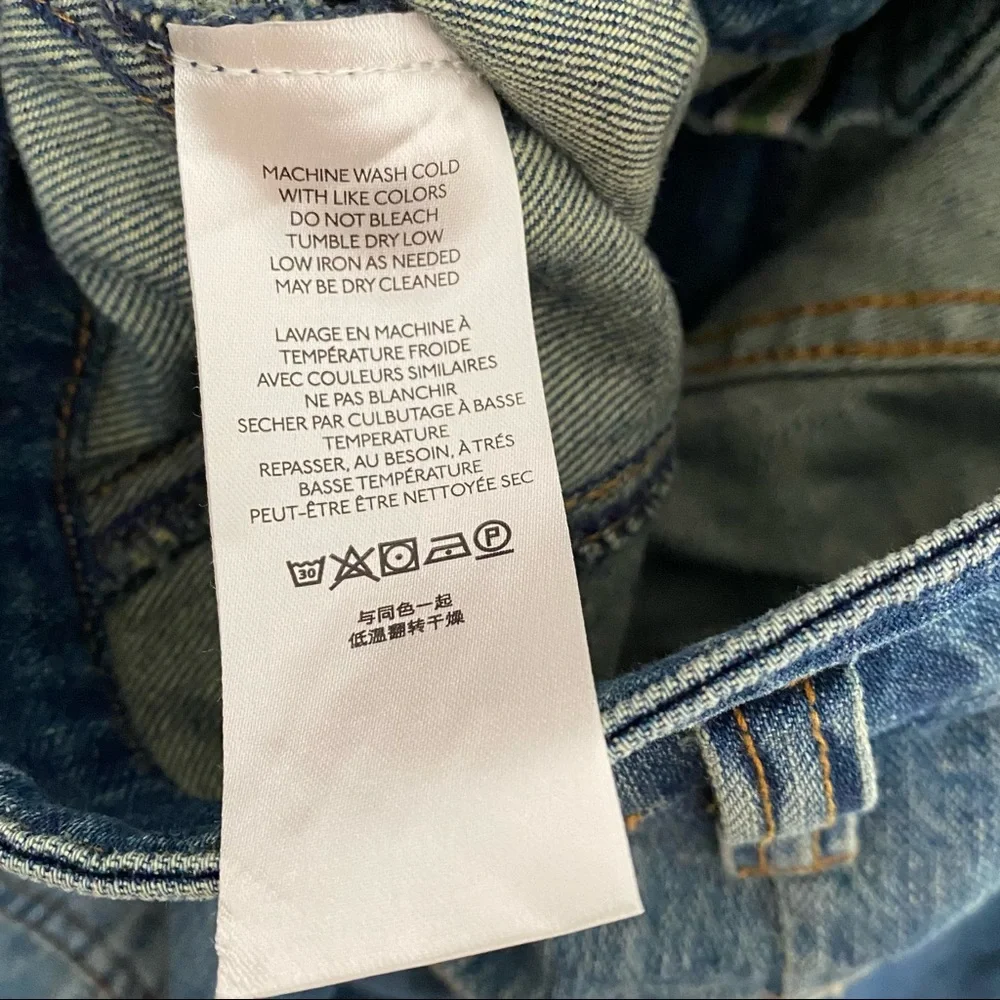 MACHINE WASH COLD
WITH LIKE COLORS
DO NOT BLEACH
TUMBLE DRY LOW
LOW IRON AS NEEDED
MAY BE DRY CLEANED
LAVAGE EN MACHINE À
TEMPÉRATURE FROIDE
AVEC COULEURS SIMILAIRES
NE PAS BLANCHIR
SECHER PAR CULBUTAGE À BASSE
TEMPERATURE
REPASSER, AU BESOIN, À TRÉS
BASSE TEMPÉRATURE
PEUT-ÊTRE ÊTRE NETTOYÉE SEC
30 P
与同色一起
低温翻转干燥